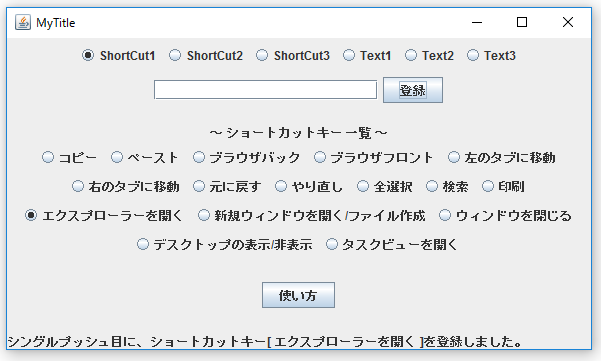 MyTitle
ShortCut1 ShortCut2 ShortCut3 Text1 Text2 Text3
登録
～ ショートカットキー一覧 ～
コピー ペースト ブラウザバック ブラウザフロント 左のタブに移動
右のタブに移動 元に戻す やり直し 全選択 検索 印刷
エクスプローラーを開く 新規ウィンドウを開く/ファイル作成 ウィンドウを閉じる
デスクトップの表示/非表示 タスクビューを開く
使い方
シングルプッシュ目に、ショートカットキー[ エクスプローラーを開く ]を登録しました。